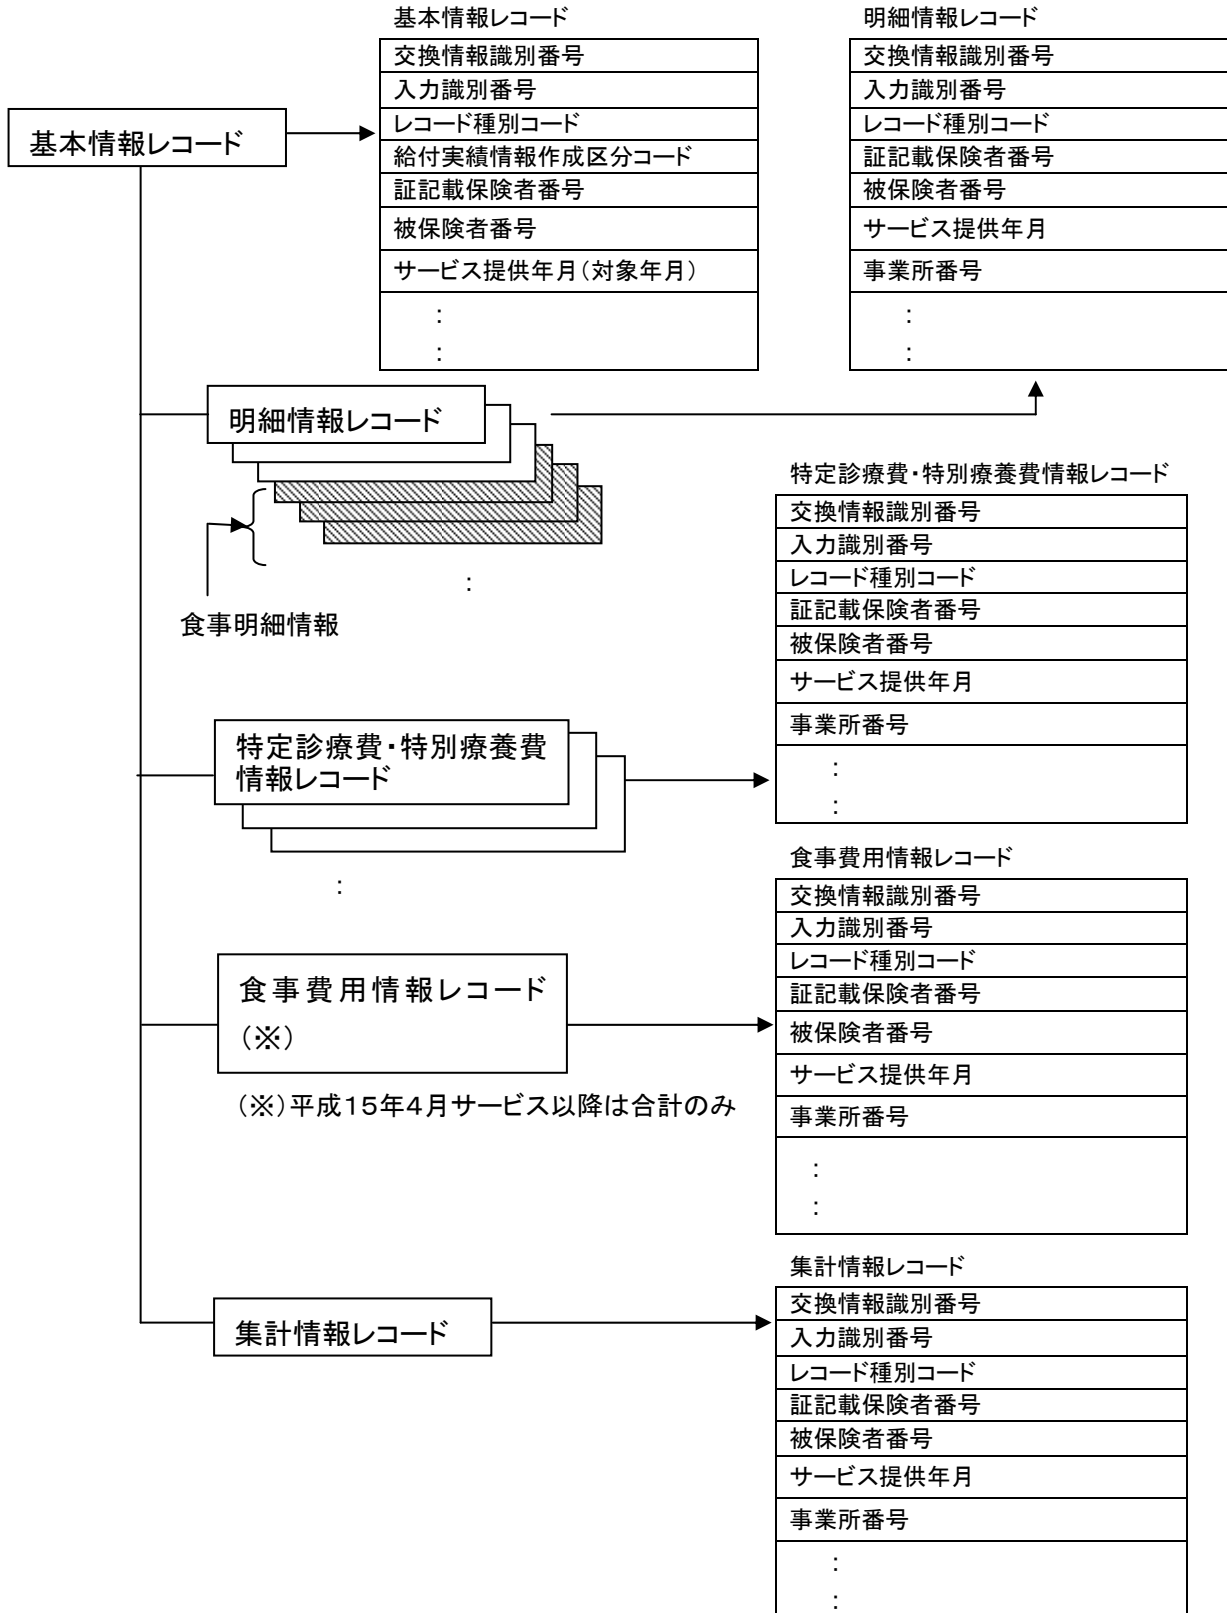 基本情報レコード
基本情報レコード
交換情報識別番号
入力識別番号
レコード種別コード
給付実績情報作成区分コード
証記載保険者番号
被保険者番号
サービス提供年月(対象年月)
:
:
明細情報レコード
交換情報識別番号
入力識別番号
レコード種別コード
証記載保険者番号
被保険者番号
サービス提供年月
事業所番号
:
:
明細情報レコード
:
食事明細情報
特定診療費・特別療養費情報レコード
交換情報識別番号
入力識別番号
レコード種別コード
証記載保険者番号
被保険者番号
サービス提供年月
事業所番号
:
:
特定診療費・特別療養費
情報レコード
:
食事費用情報レコード
交換情報識別番号
入力識別番号
レコード種別コード
証記載保険者番号
被保険者番号
サービス提供年月
事業所番号
:
:
食事費用情報レコード
(※)
(※)平成15年4月サービス以降は合計のみ
集計情報レコード
集計情報レコード
交換情報識別番号
入力識別番号
レコード種別コード
証記載保険者番号
被保険者番号
サービス提供年月
事業所番号
:
: